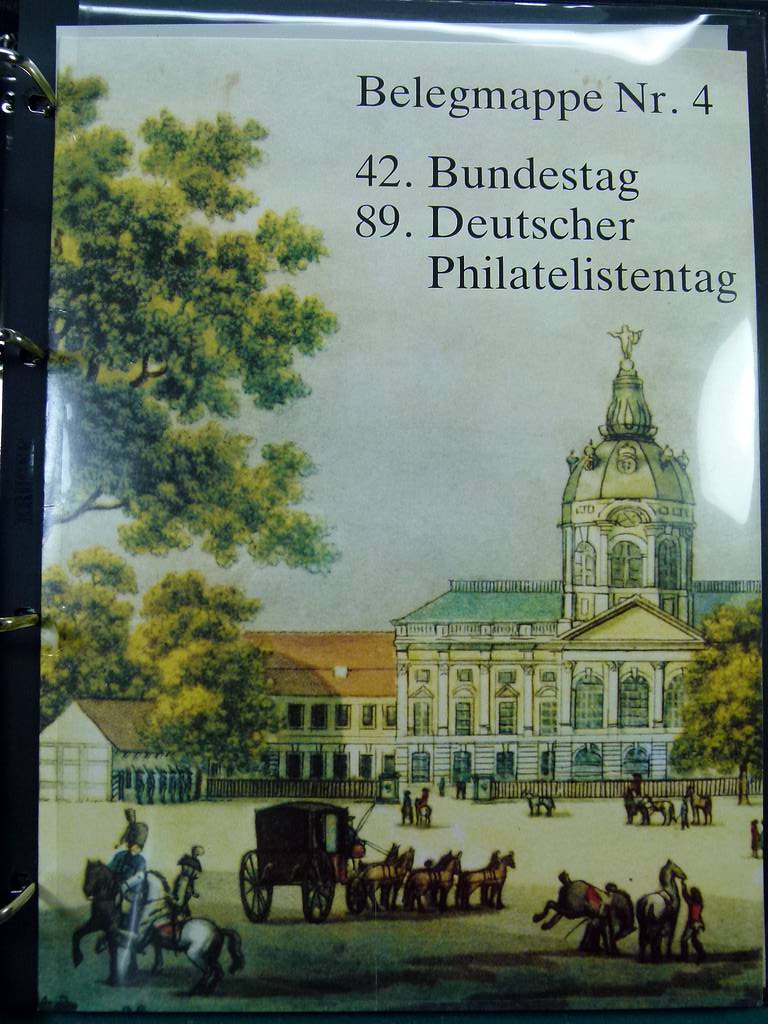 Belegmappe Nr. 4
42. Bundestag
89. Deutscher
Philatelistentag